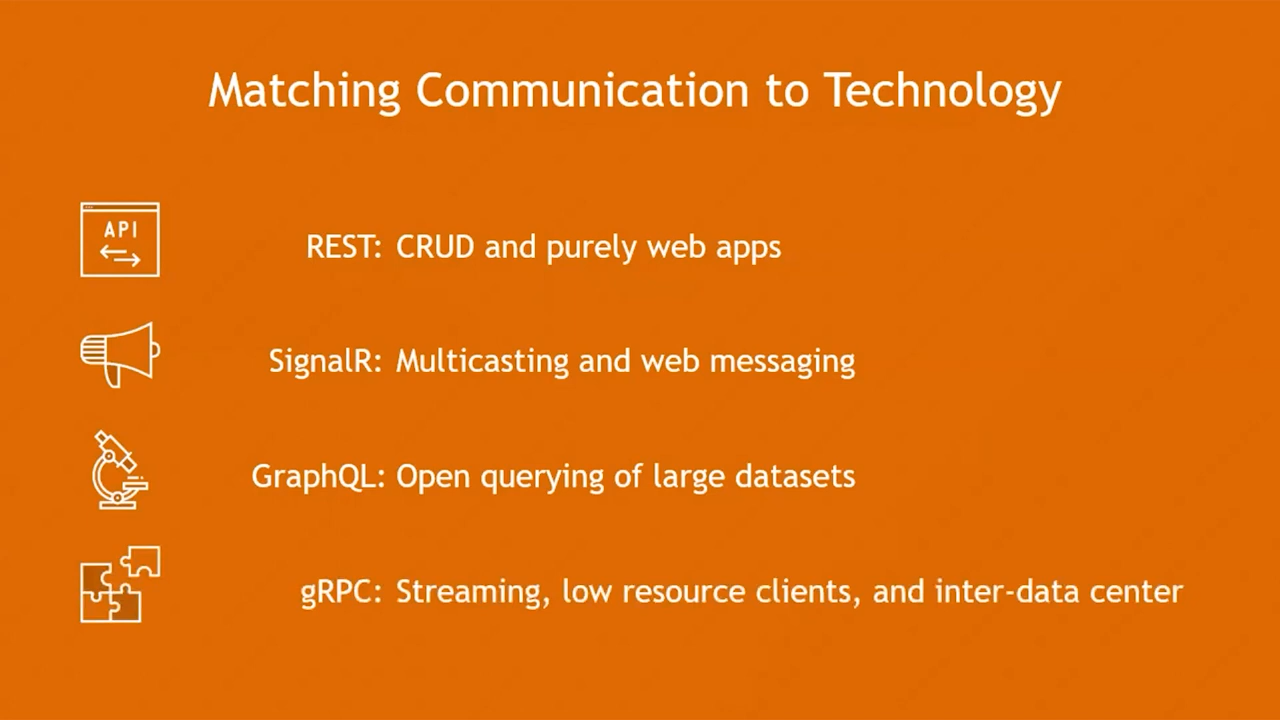 Matching Communication to Technology
API
REST: CRUD and purely web apps
SignalR: Multicasting and web messaging
GraphQL: Open querying of large datasets
gRPC: Streaming, low resource clients, and inter-data center